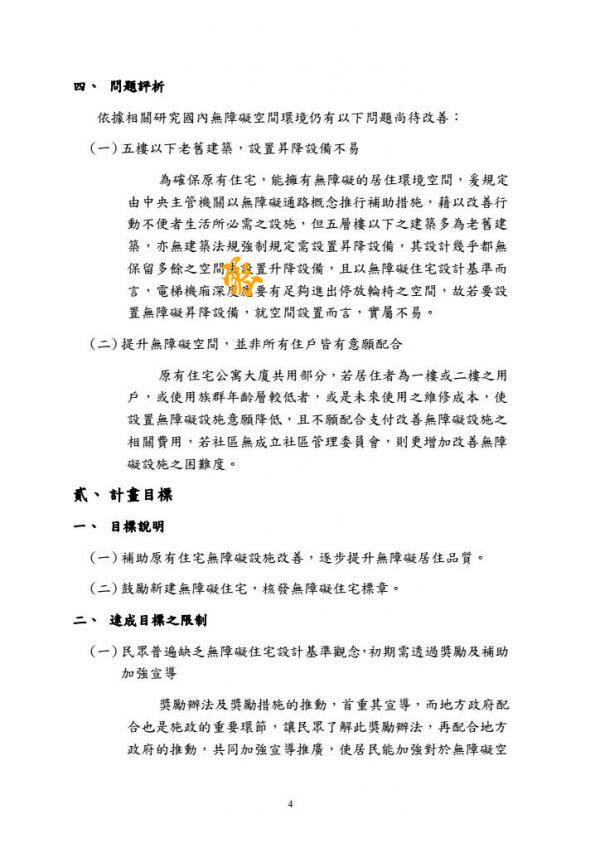 四、 問題評析
依據相關研究國內無障礙空間環境仍有以下問題尚待改善：
（一）五樓以下老舊建築，設置昇降設備不易
為確保原有住宅，能擁有無障礙的居住環境空間，爰規定
由中央主管機關以無障礙通路概念推行補助措施，藉以改善行
動不便者生活所必需之設施，但五層樓以下之建築多為老舊建
築，亦無建築法規強制規定需設置昇降設備，其設計幾乎都無
保留多餘之空間設置升降設備，且以無障礙住宅設計基準而
言，電梯機廂深度應要有足夠進出停放輪椅之空間，故若要設
置無障礙昇降設備，就空間設置而言，實屬不易。
（二）提升無障礙空間，並非所有住戶皆有意願配合
原有住宅公寓大廈共用部分，若居住者為一樓或二樓之用
戶，或使用族群年齡層較低者，或是未來使用之維修成本，使
設置無障礙設施意願降低，且不願配合支付改善無障礙設施之
相關費用，若社區無成立社區管理委員會，則更增加改善無障
礙設施之困難度。
貳、 計畫目標
一、 目標說明
（一）補助原有住宅無障礙設施改善，逐步提升無障礙居住品質。
（二）鼓勵新建無障礙住宅，核發無障礙住宅標章。
二、 達成目標之限制
（一）民眾普遍缺乏無障礙住宅設計基準觀念，初期需透過獎勵及補助
加強宣導
獎勵辦法及獎勵措施的推動，首重其宣導，而地方政府配
合也是施政的重要環節，讓民眾了解此獎勵辦法，再配合地方
政府的推動，共同加強宣導推廣，使居民能加強對於無障礙空
4